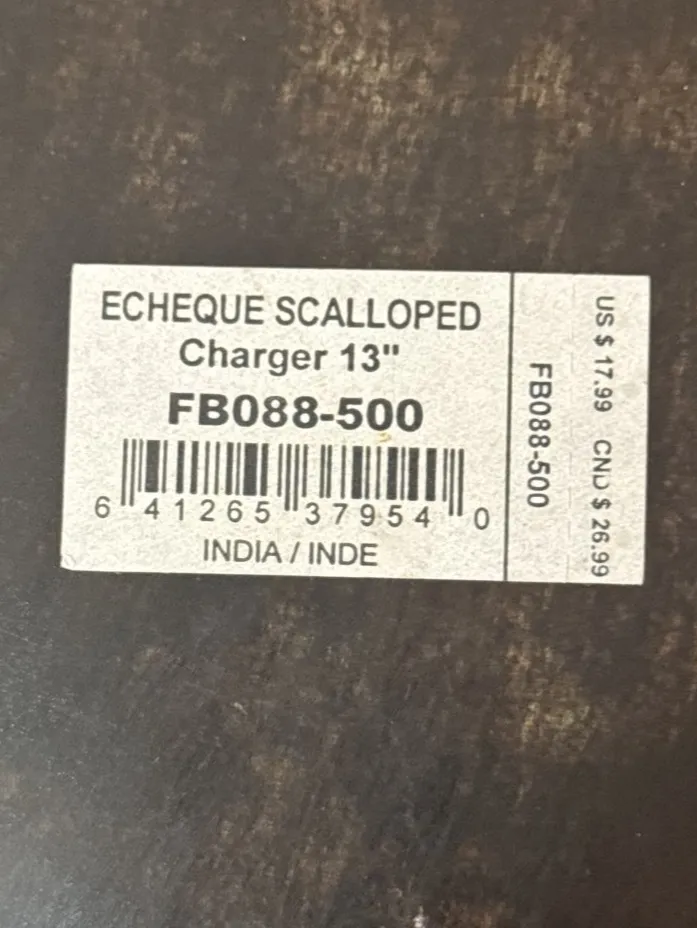 ECHEQUE SCALLOPED
Charger 13"
FB088-500
6 41265 37954 0
INDIA / INDE
FB088-500
US $ 17.99 CND $ 26.99